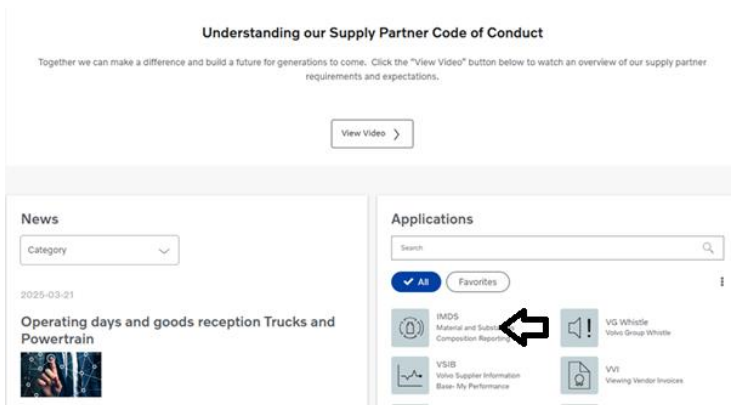 Understanding our Supply Partner Code of Conduct
Together we can make a difference and build a future for generations to come. Click the "View Video" button below to watch an overview of our supply partner
requirements and expectations.
View Video
News
Category
2025-03-21
Operating days and goods reception Trucks and
Powertrain
Applications
Search
All
Favorites
IMDS
Material and
Composition Reporting
VG Whistle
Volvo Group Whistle
VSIB
Volvo Supplier Information
Base- My Performance
VVI
Viewing Vendor Invoices